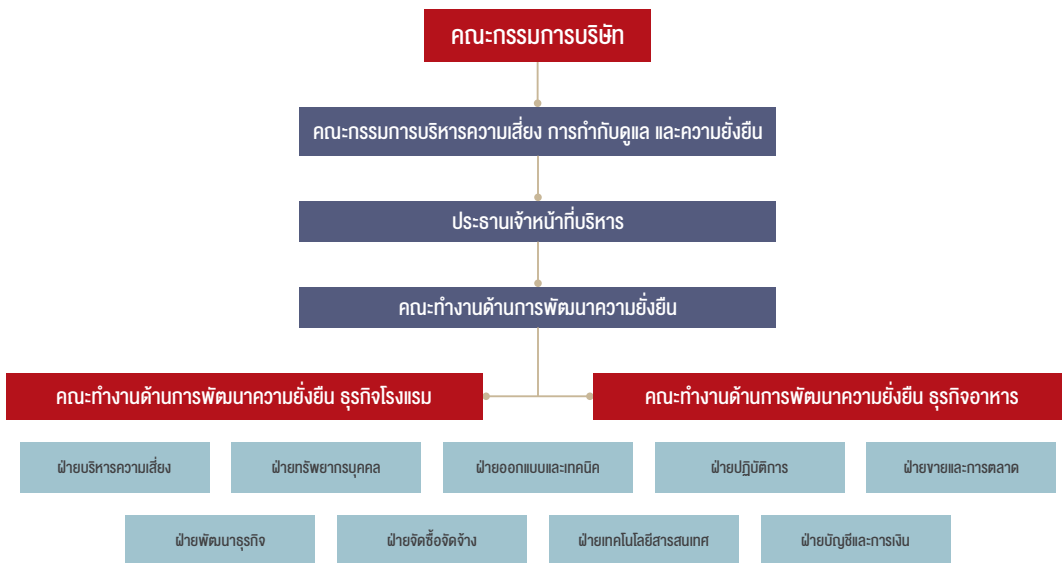 คณะกรรมการบริษัท
คณะกรรมการบริหารความเสี่ยง การกำกับดูแล และความยั่งยืน
ประธานเจ้าหน้าที่บริหาร
คณะทำงานด้านการพัฒนาความยั่งยืน
คณะทำงานด้านการพัฒนาความยั่งยืน ธุรกิจโรงแรม
คณะทำงานด้านการพัฒนาความยั่งยืน ธุรกิจอาหาร
ฝ่ายบริหารความเสี่ยง
ฝ่ายทรัพยากรบุคคล
ฝ่ายออกแบบและเทคนิค
ฝ่ายปฏิบัติการ
ฝ่ายขายและการตลาด
ฝ่ายพัฒนาธุรกิจ
ฝ่ายจัดซื้อจัดจ้าง
ฝ่ายเทคโนโลยีสารสนเทศ
ฝ่ายบัญชีและการเงิน